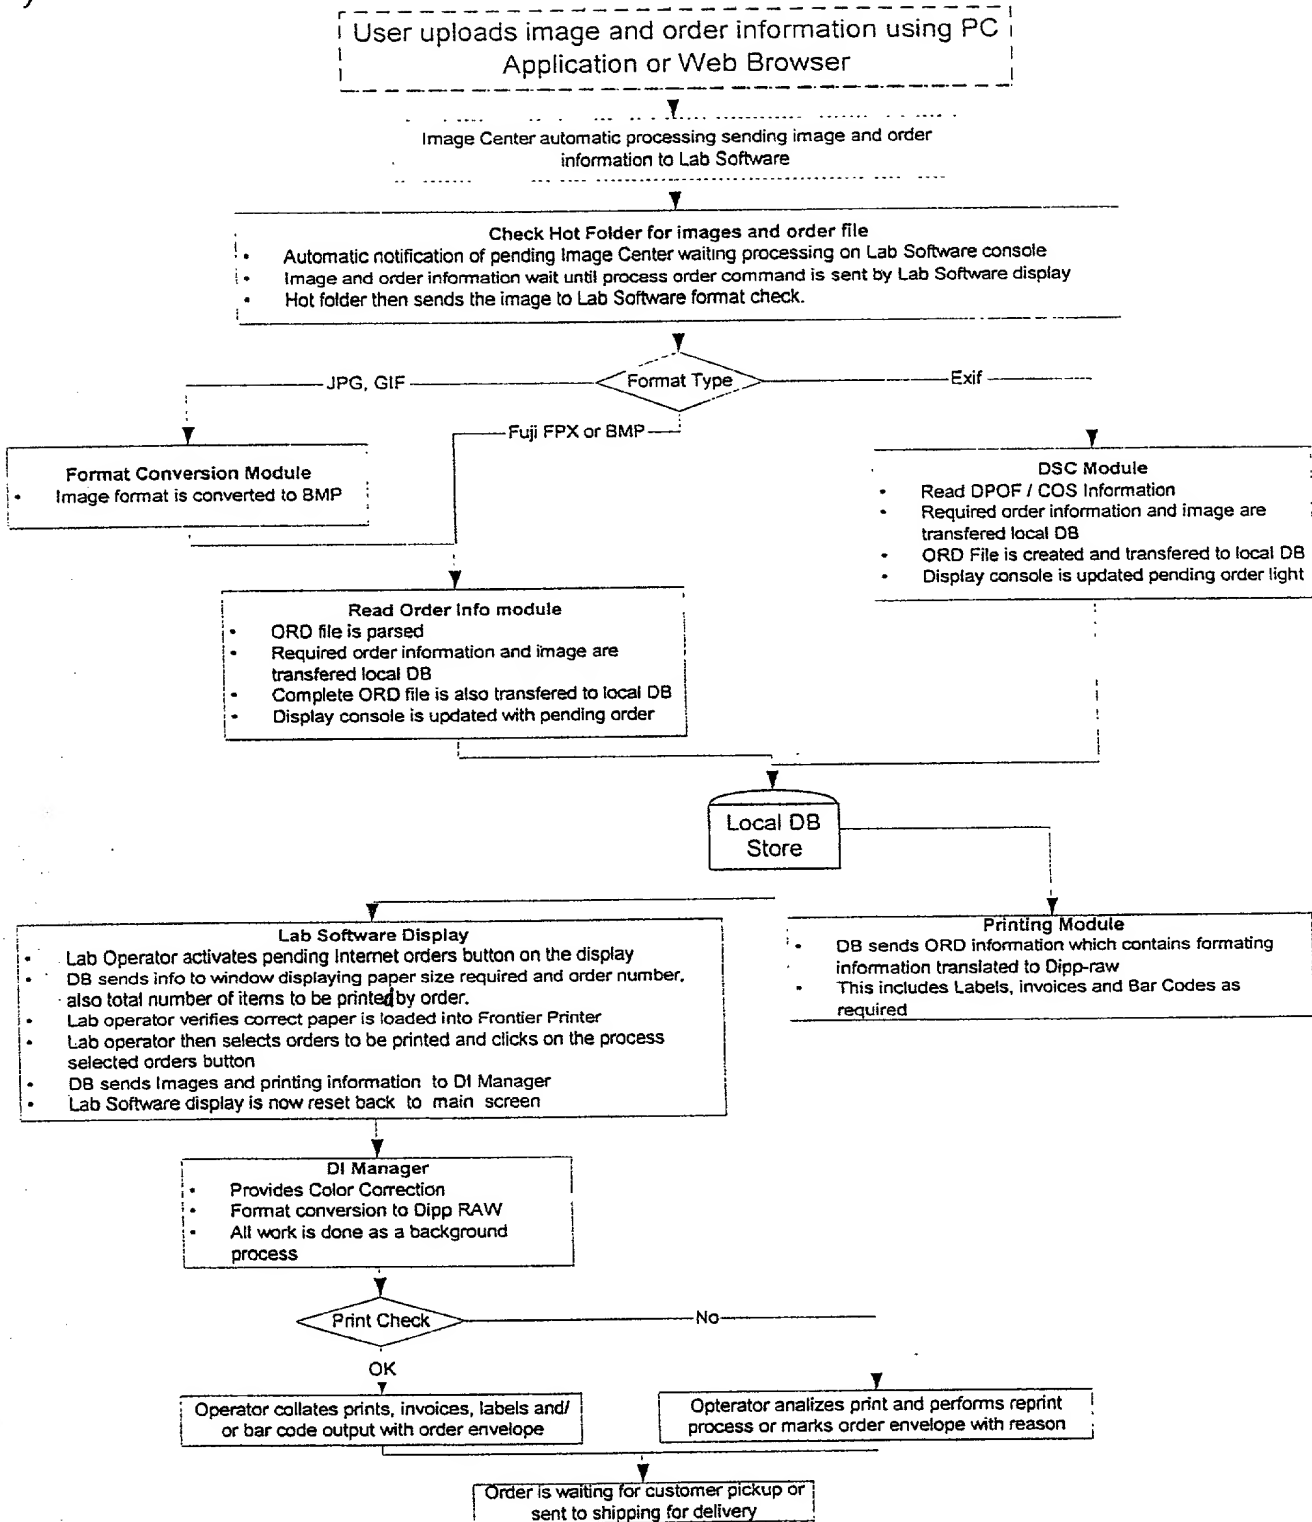 User uploads image and order information using PC
Application or Web Browser
Image Center automatic processing sending image and order
information to Lab Software
Check Hot Folder for images and order file
• Automatic notification of pending Image Center waiting processing on Lab Software console
• Image and order information wait until process order command is sent by Lab Software display
• Hot folder then sends the image to Lab Software format check.
JPG, GIF
Format Type
Exif
Fuji FPX or BMP
Format Conversion Module
• Image format is converted to BMP
DSC Module
• Read DPOF / COS Information
• Required order information and image are
transfered local DB
• ORD File is created and transfered to local DB
• Display console is updated pending order light
Read Order Info module
• ORD file is parsed
• Required order information and image are
transfered local DB
• Complete ORD file is also transfered to local DB
• Display console is updated with pending order
Local DB
Store
Lab Software Display
• Lab Operator activates pending Internet orders button on the display
• DB sends info to window displaying paper size required and order number,
also total number of items to be printed by order.
• Lab operator verifies correct paper is loaded into Frontier Printer
• Lab operator then selects orders to be printed and clicks on the process
selected orders button
• DB sends Images and printing information to DI Manager
• Lab Software display is now reset back to main screen
Printing Module
• DB sends ORD information which contains formating
information translated to Dipp-raw
• This includes Labels, invoices and Bar Codes as
required
DI Manager
• Provides Color Correction
• Format conversion to Dipp RAW
• All work is done as a background
process
Print Check
No
OK
Operator collates prints, invoices, labels and/
or bar code output with order envelope
Opterator analizes print and performs reprint
process or marks order envelope with reason
Order is waiting for customer pickup or
sent to shipping for delivery